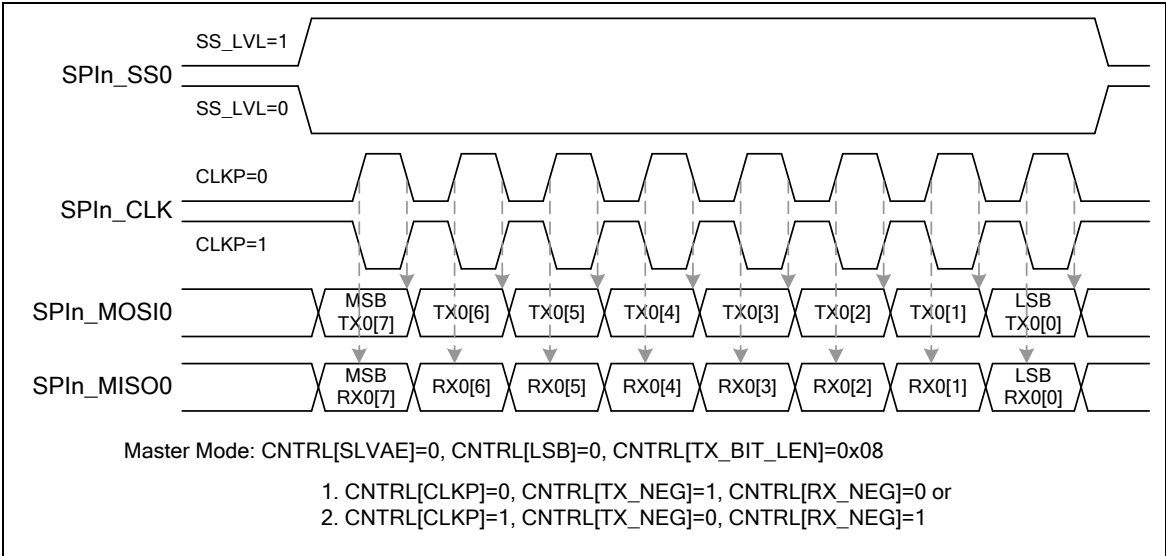 SS_LVL=1
SPIn_SS0
SS_LVL=0
CLKP=0
SPIn_CLK
CLKP=1
SPIn_MOSI0
MSB
TX0[7]
TX0[6]
TX0[5]
TX0[4]
TX0[3]
TX0[2]
TX0[1]
LSB
TX0[0]
SPIn_MISO0
MSB
RX0[7]
RX0[6]
RX0[5]
RX0[4]
RX0[3]
RX0[2]
RX0[1]
LSB
RX0[0]
Master Mode: CNTRL[SLVAE]=0, CNTRL[LSB]=0, CNTRL[TX_BIT_LEN]=0x08
1. CNTRL[CLKP]=0, CNTRL[TX_NEG]=1, CNTRL[RX_NEG]=0 or
2. CNTRL[CLKP]=1, CNTRL[TX_NEG]=0, CNTRL[RX_NEG]=1